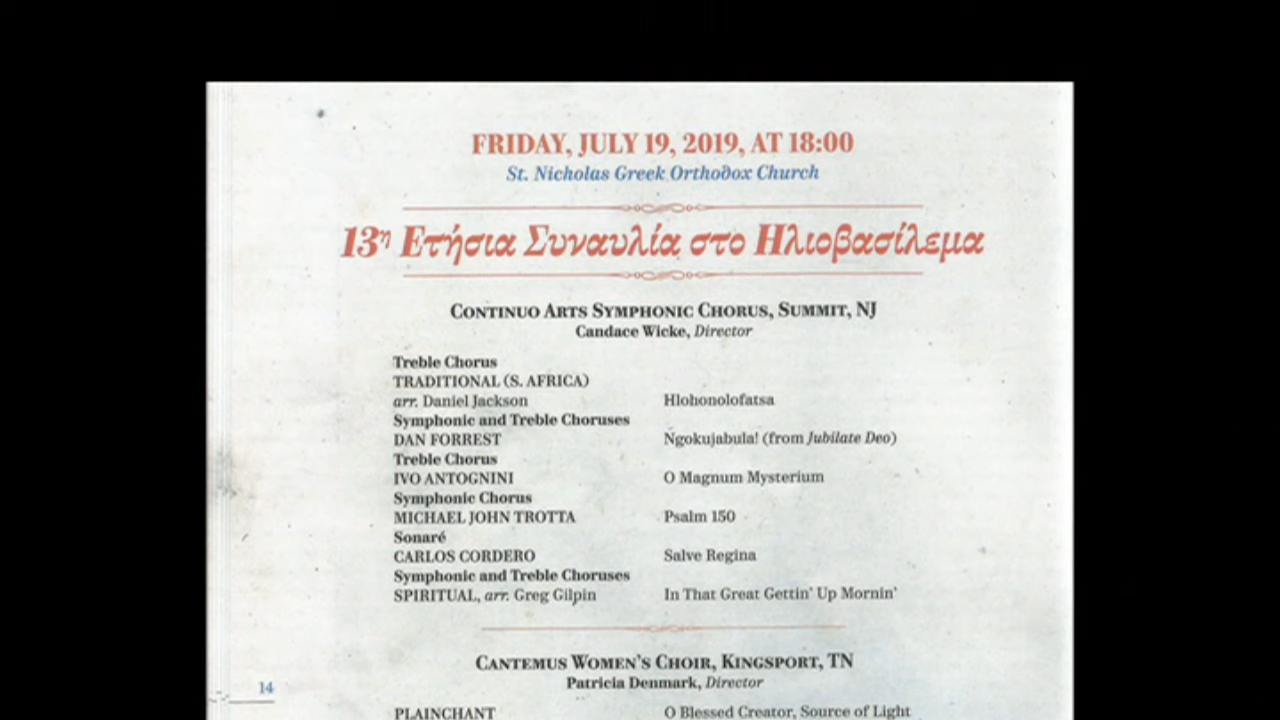 FRIDAY, JULY 19, 2019, AT 18:00
St. Nicholas Greek Orthodox Church
13η Ετήσια Συναυλία στο Ηλιοβασίλεμα
CONTINUO ARTS SYMPHONIC CHORUS, SUMMIT, NJ
Candace Wicke, Director
Treble Chorus
TRADITIONAL (S. AFRICA)
arr. Daniel Jackson Hlohonolofatsa
Symphonic and Treble Choruses
DAN FORREST Ngokujabula! (from Jubilate Deo)
Treble Chorus
IVO ANTOGNINI O Magnum Mysterium
Symphonic Chorus
MICHAEL JOHN TROTTA Psalm 150
Sonaré
CARLOS CORDERO Salve Regina
Symphonic and Treble Choruses
SPIRITUAL, arr. Greg Gilpin In That Great Gettin' Up Mornin'
CANTEMUS WOMEN'S CHOIR, KINGSPORT, TN
Patricia Denmark, Director
14
PLAINCHANT O Blessed Creator, Source of Light